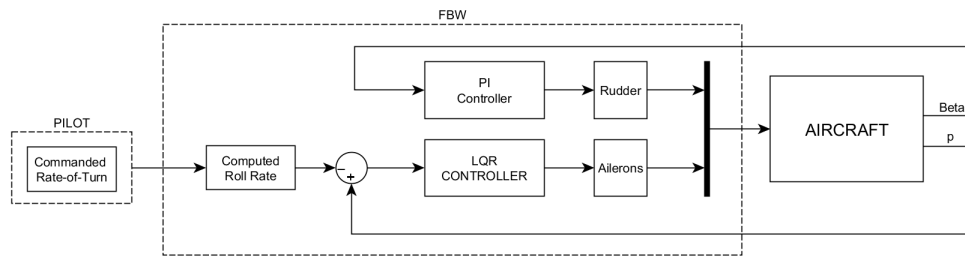 FBW
PI
Controller
Rudder
Beta
PILOT
AIRCRAFT
p
Commanded
Rate-of-Turn
Computed
Roll Rate
−
+
LQR
CONTROLLER
Ailerons